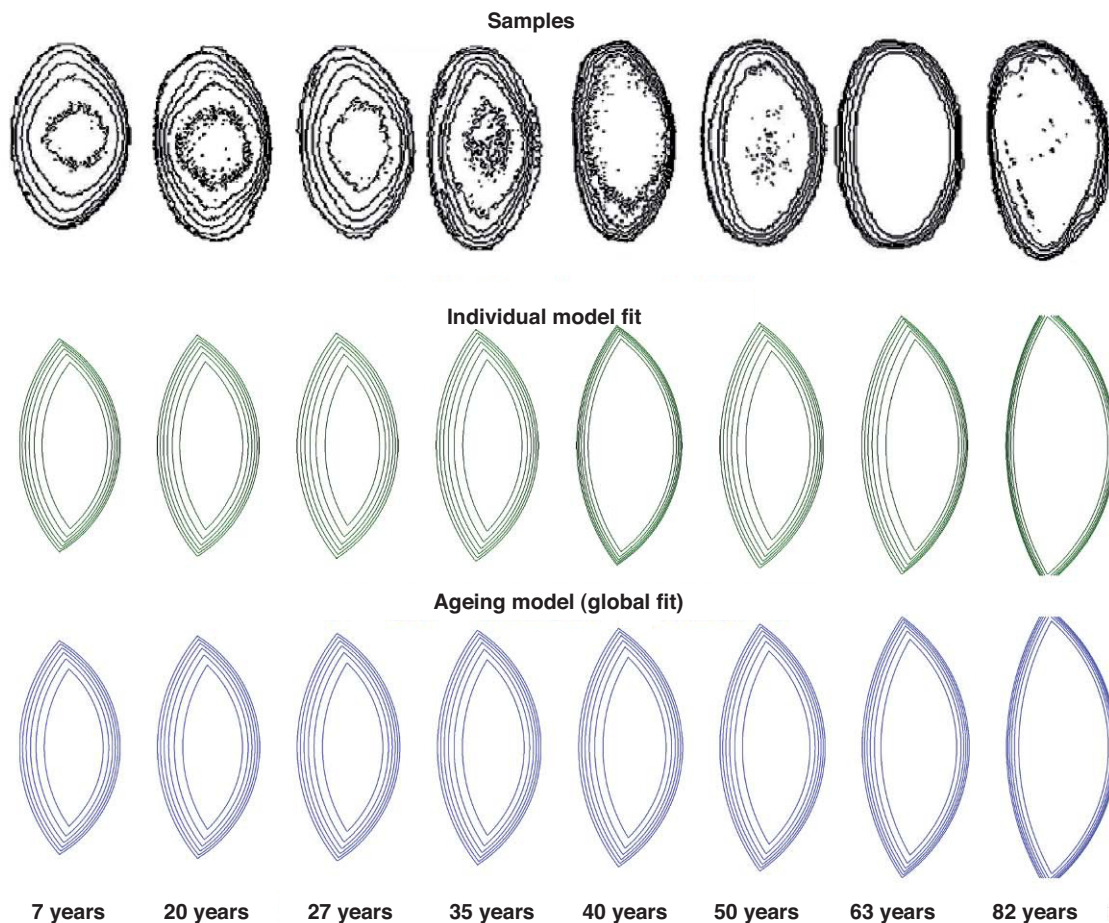 Samples
Individual model fit
Ageing model (global fit)
7 years 20 years 27 years 35 years 40 years 50 years 63 years 82 years